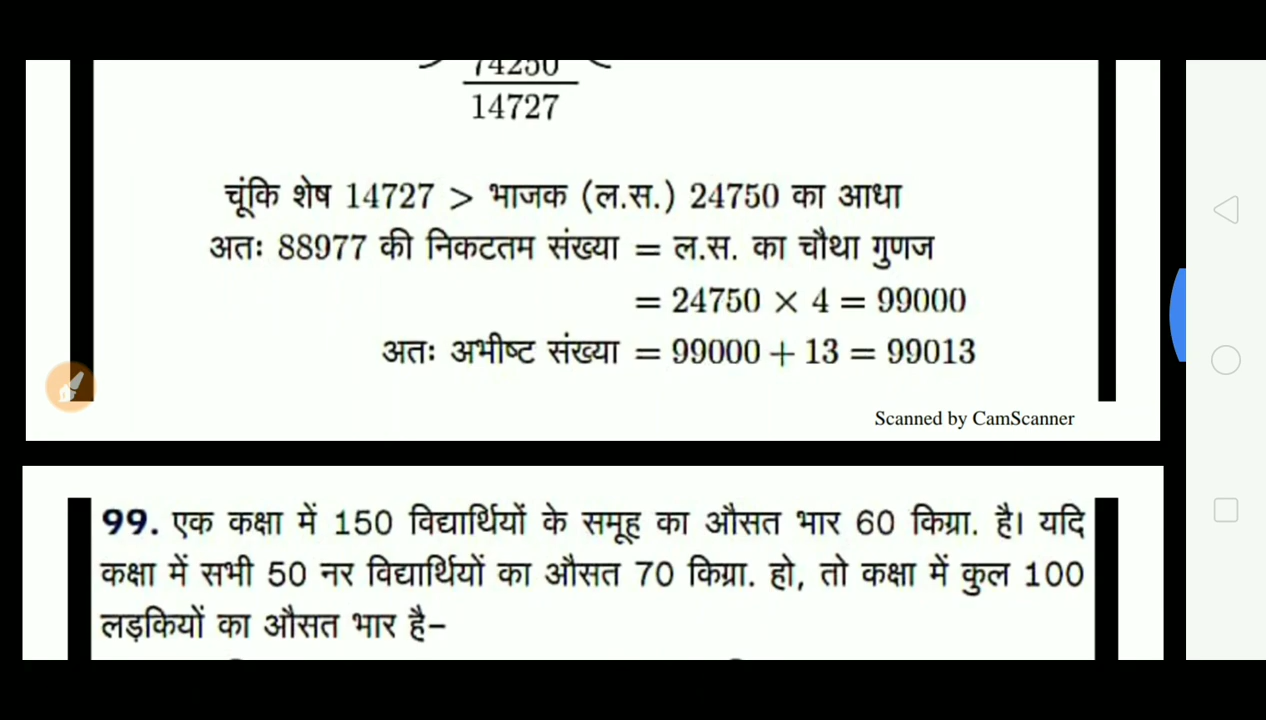 74250
14727
चूंकि शेष 14727 > भाजक (ल.स.) 24750 का आधा
अतः 88977 की निकटतम संख्या = ल.स. का चौथा गुणज
= 24750 × 4 = 99000
अतः अभीष्ट संख्या = 99000 + 13 = 99013
Scanned by CamScanner
99. एक कक्षा में 150 विद्यार्थियों के समूह का औसत भार 60 किग्रा. है। यदि
कक्षा में सभी 50 नर विद्यार्थियों का औसत 70 किग्रा. हो, तो कक्षा में कुल 100
लड़कियों का औसत भार है–